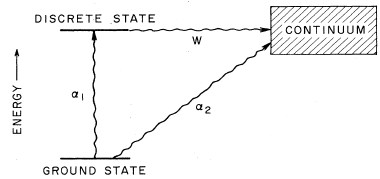 DISCRETE STATE
CONTINUUM
W
ENERGY
α1
α2
GROUND STATE